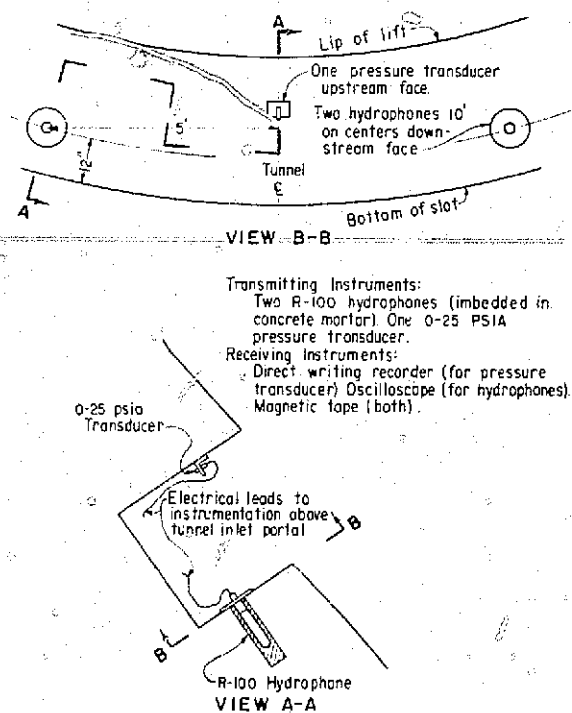 A
Lip of lift
One pressure transducer
upstream face.
Two hydrophones 10'
on centers down-
stream face
5'
12"
Tunnel
℄
A
Bottom of slot
VIEW B-B
Transmitting Instruments:
Two R-100 hydrophones (imbedded in
concrete mortar). One 0-25 PSIA
pressure transducer.
Receiving Instruments:
Direct writing recorder (for pressure
transducer) Oscilloscope (for hydrophones).
Magnetic tape (both).
0-25 psia
Transducer
Electrical leads to
instrumentation above
tunnel inlet portal
B
B
R-100 Hydrophone
VIEW A-A